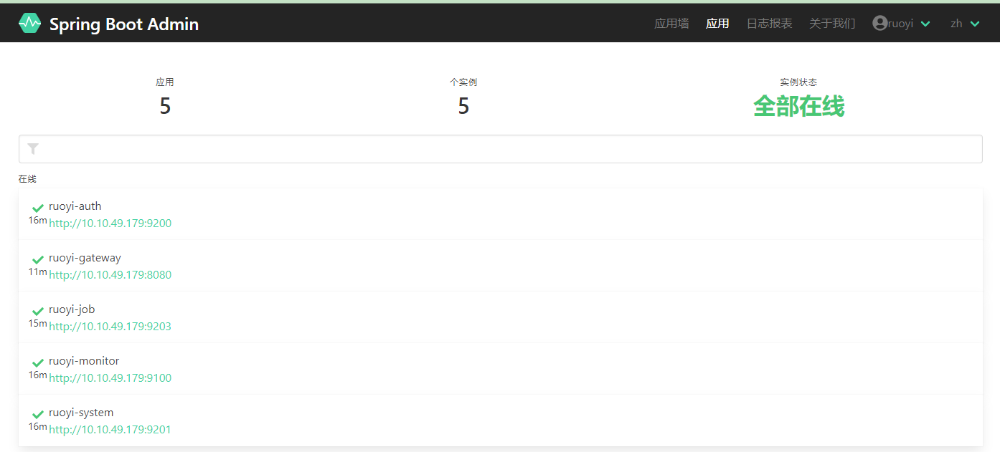 Spring Boot Admin 应用墙 应用 日志报表 关于我们 ruoyi zh
应用 个实例 实例状态
5 5 全部在线
在线
ruoyi-auth
16m http://10.10.49.179:9200
ruoyi-gateway
11m http://10.10.49.179:8080
ruoyi-job
15m http://10.10.49.179:9203
ruoyi-monitor
16m http://10.10.49.179:9100
ruoyi-system
16m http://10.10.49.179:9201